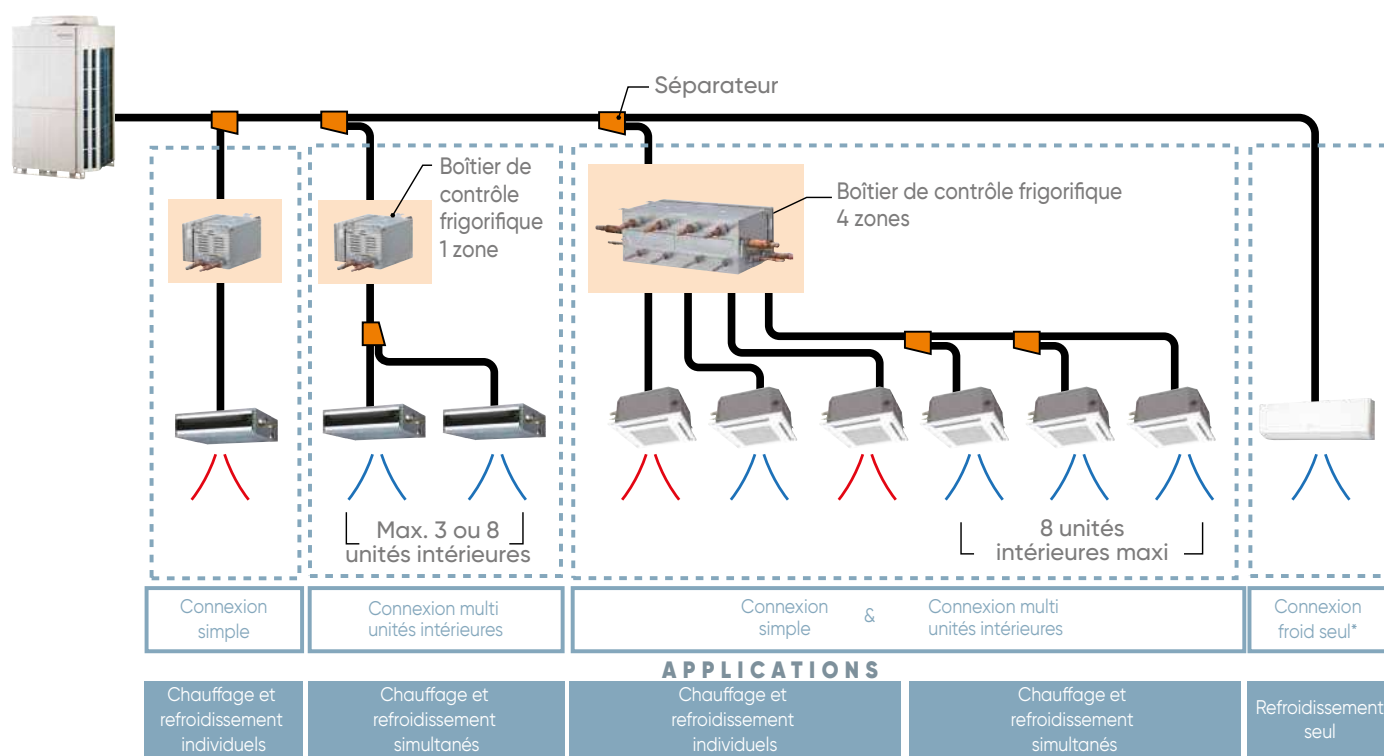 Séparateur
Boîtier de
contrôle
frigorifique
1 zone
Boîtier de contrôle frigorifique
4 zones
Max. 3 ou 8
unités intérieures
8 unités
intérieures maxi
Connexion
simple
Connexion multi
unités intérieures
Connexion
simple
&
Connexion multi
unités intérieures
Connexion
froid seul*
APPLICATIONS
Chauffage et
refroidissement
individuels
Chauffage et
refroidissement
simultanés
Chauffage et
refroidissement
individuels
Chauffage et
refroidissement
simultanés
Refroidissement
seul